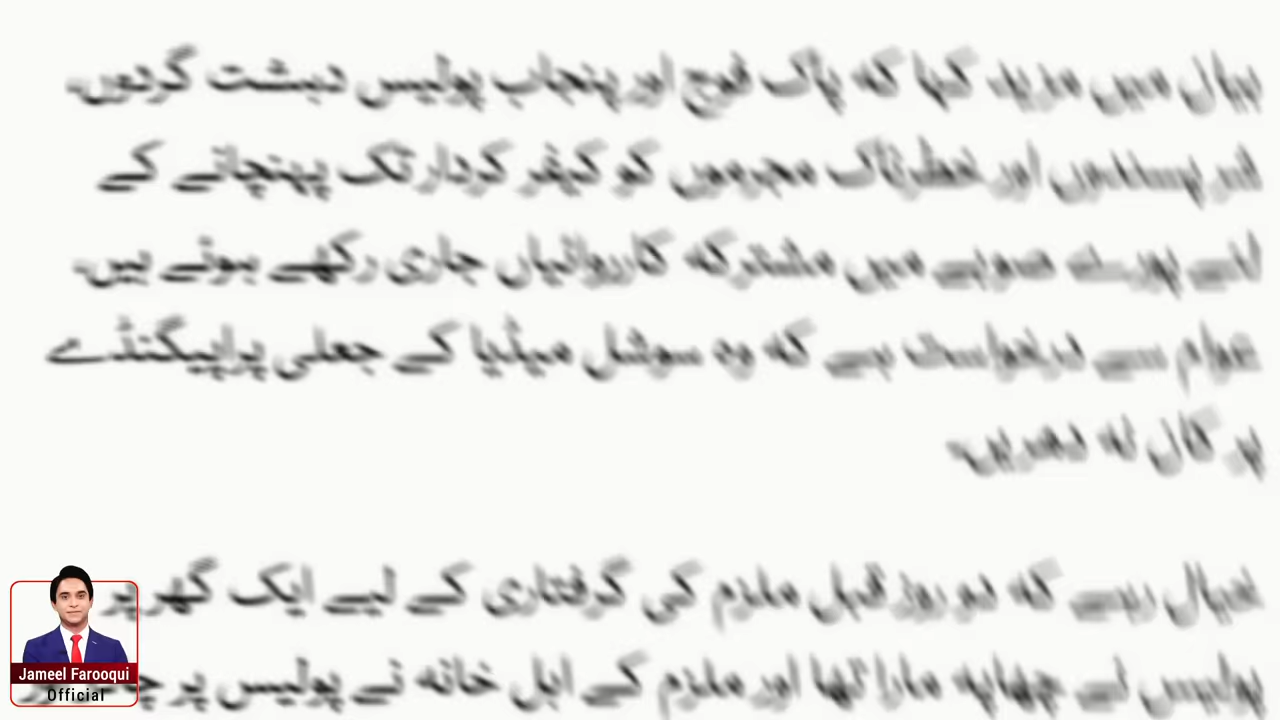 بیان میں مزید کہا کہ پاک فوج اور پنجاب پولیس دہشت گردوں،
شر پسندوں اور خطرناک مجرموں کو کیفر کردار تک پہنچانے کے
لئے پورے صوبے میں مشترکہ کارروائیاں جاری رکھے ہوئے ہیں،
عوام سے درخواست ہے کہ وہ سوشل میڈیا کے جعلی پراپیگنڈے
پر کان نہ دھریں۔
خیال رہے کہ دو روز قبل ملزم کی گرفتاری کے لیے ایک گھر پر
پولیس نے چھاپہ مارا تھا اور ملزم کے اہل خانہ نے پولیس پر
Jameel Farooqui
Official